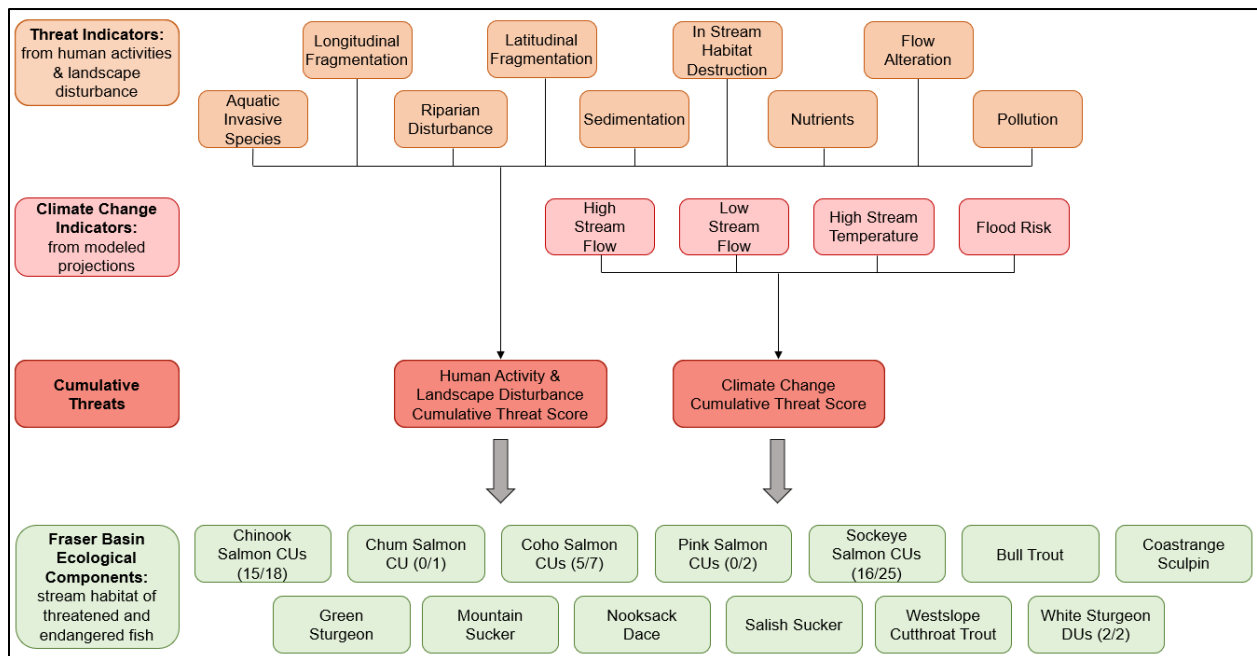 Threat Indicators:
from human activities
& landscape
disturbance
Longitudinal
Fragmentation
Latitudinal
Fragmentation
In Stream
Habitat
Destruction
Flow
Alteration
Aquatic
Invasive
Species
Riparian
Disturbance
Sedimentation
Nutrients
Pollution
Climate Change
Indicators:
from modeled
projections
High
Stream
Flow
Low
Stream
Flow
High Stream
Temperature
Flood Risk
Cumulative
Threats
Human Activity &
Landscape Disturbance
Cumulative Threat Score
Climate Change
Cumulative Threat Score
Fraser Basin
Ecological
Components:
stream habitat of
threatened and
endangered fish
Chinook
Salmon CUs
(15/18)
Chum Salmon
CU (0/1)
Coho Salmon
CUs (5/7)
Pink Salmon
CUs (0/2)
Sockeye
Salmon CUs
(16/25)
Bull Trout
Coastrange
Sculpin
Green
Sturgeon
Mountain
Sucker
Nooksack
Dace
Salish Sucker
Westslope
Cutthroat Trout
White Sturgeon
DUs (2/2)